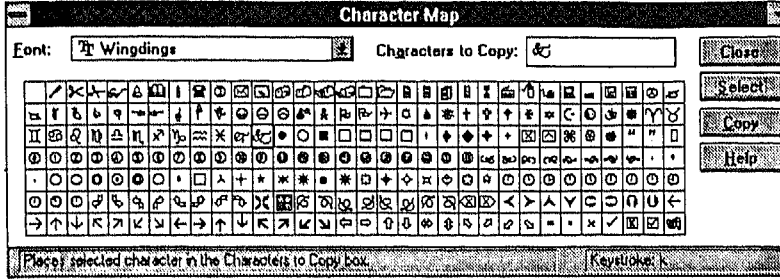 Character Map
Font: Wingdings Characters to Copy: Close
Select
Copy
Help
Places selected character in the Characters to Copy box. Keystroke: k